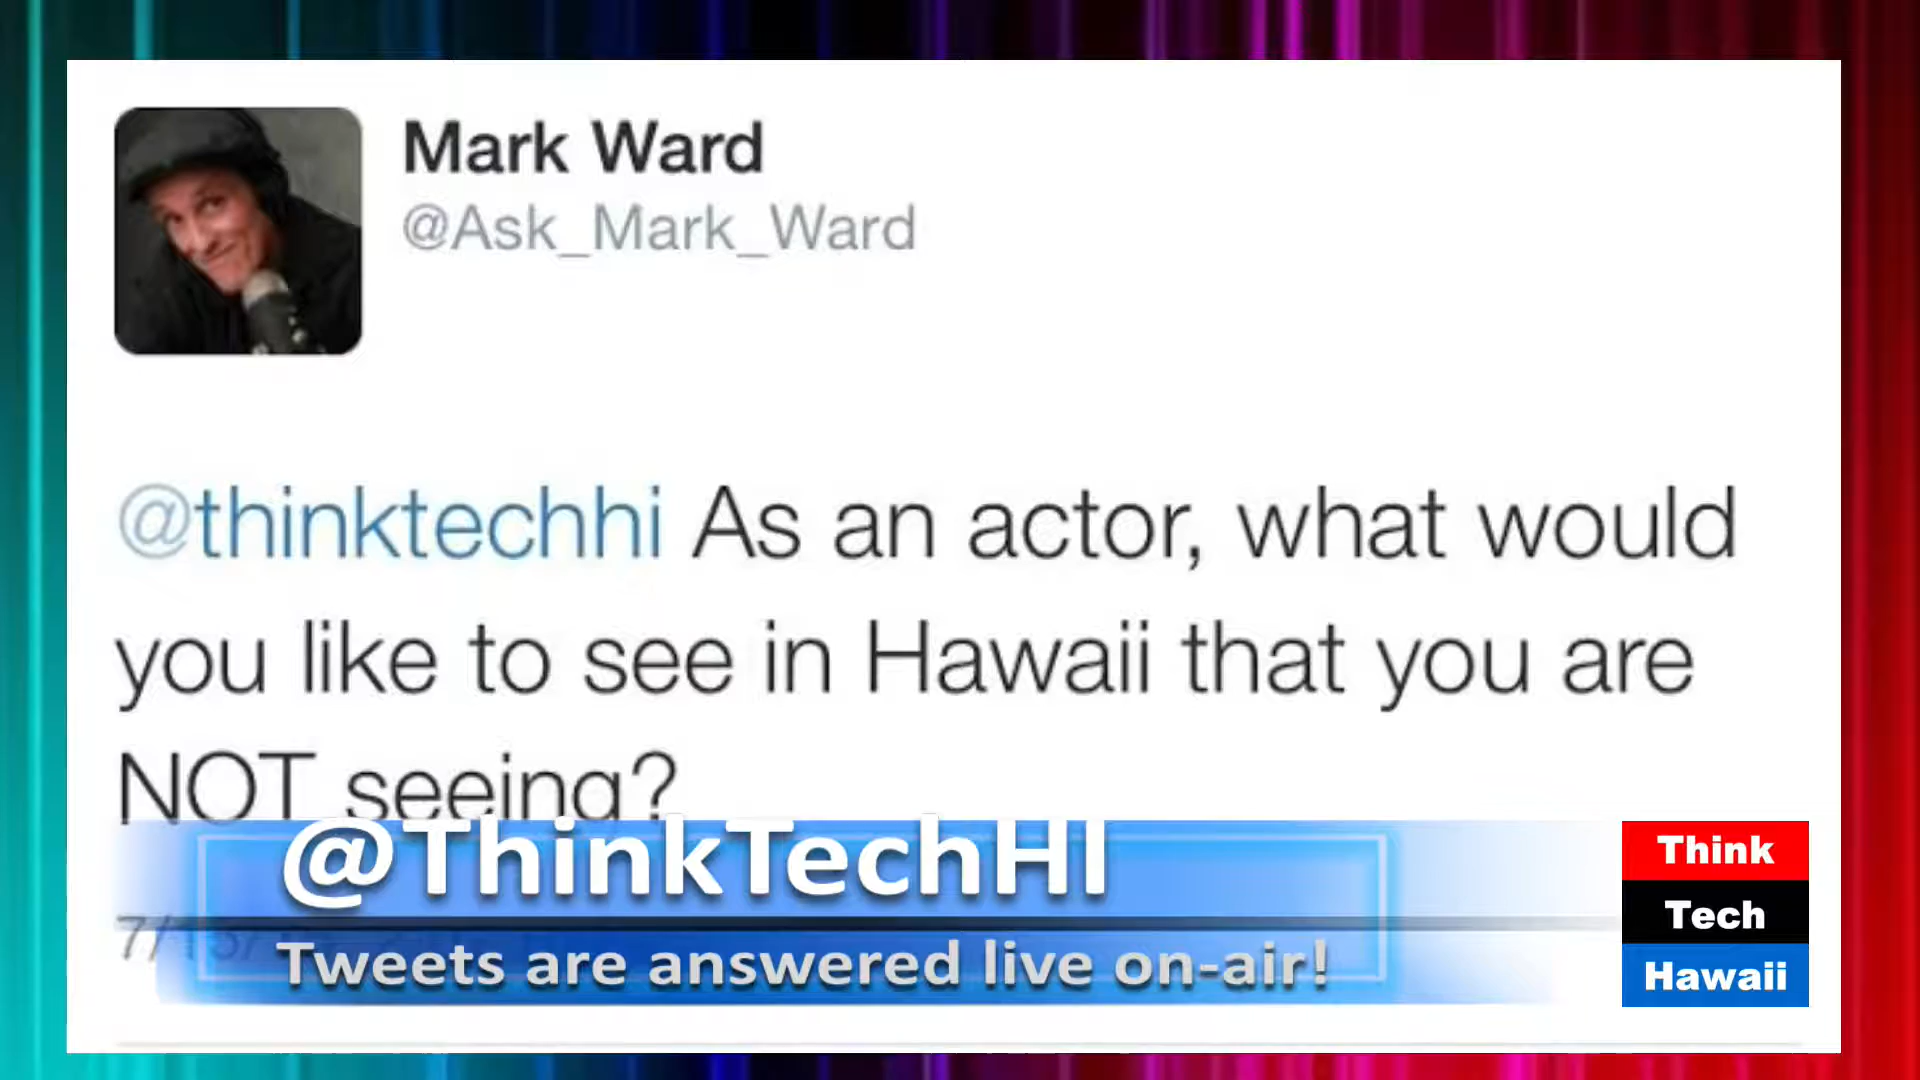 Mark Ward
@Ask_Mark_Ward
@thinktechhi As an actor, what would
you like to see in Hawaii that you are
NOT seeing?
@ThinkTechHI
Tweets are answered live on-air!
Think
Tech
Hawaii